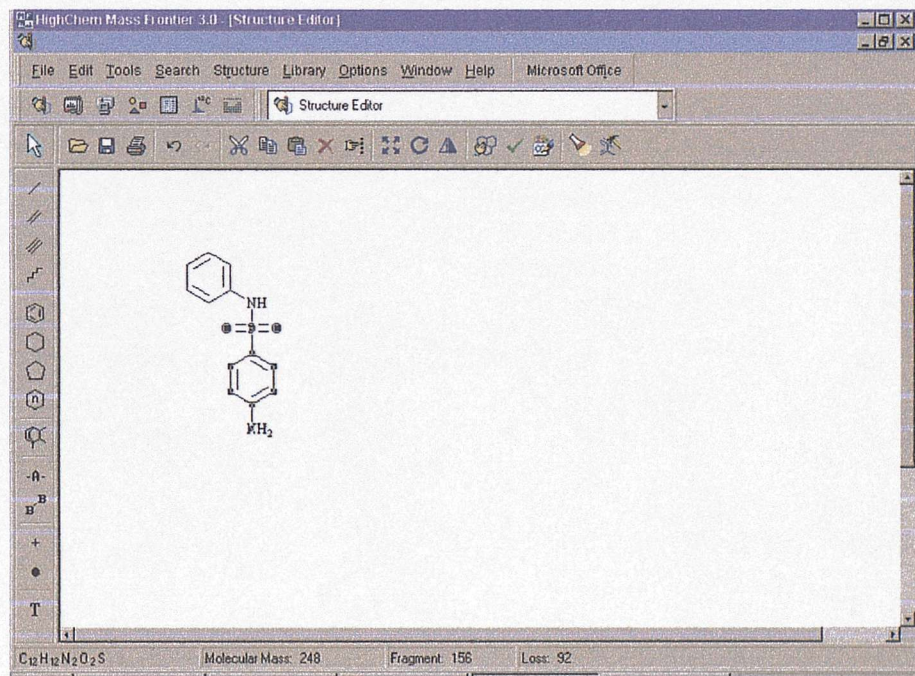 HighChem Mass Frontier 3.0 - [Structure Editor]
File Edit Tools Search Structure Library Options Window Help Microsoft Office
Structure Editor
NH
NH₂
n
-A-
B B
+
T
C₁₂H₁₂N₂O₂S Molecular Mass: 248 Fragment: 156 Loss: 92